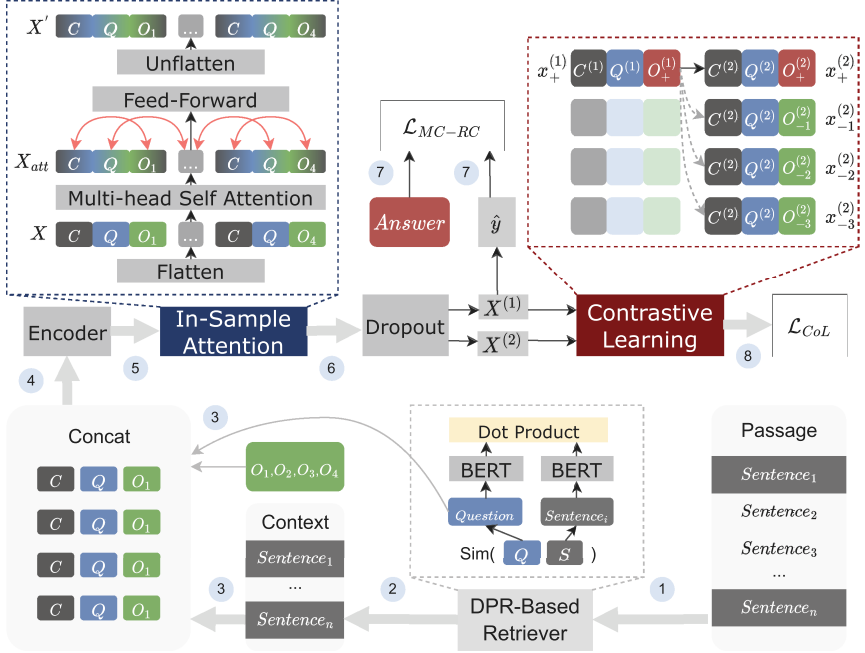 X′ C Q O₁ ... C Q O₄
Unflatten
Feed-Forward
X_att C Q O₁ ... C Q O₄
Multi-head Self Attention
X C Q O₁ ... C Q O₄
Flatten
ℒ_MC−RC
7 7
Answer ŷ
x₊⁽¹⁾ C⁽¹⁾ Q⁽¹⁾ O₊⁽¹⁾ C⁽²⁾ Q⁽²⁾ O₊⁽²⁾ x₊⁽²⁾
C⁽²⁾ Q⁽²⁾ O₋₁⁽²⁾ x₋₁⁽²⁾
C⁽²⁾ Q⁽²⁾ O₋₂⁽²⁾ x₋₂⁽²⁾
C⁽²⁾ Q⁽²⁾ O₋₃⁽²⁾ x₋₃⁽²⁾
Encoder
In-Sample
Attention
Dropout
X⁽¹⁾
X⁽²⁾
Contrastive
Learning
ℒ_CoL
4 5 6 8
Concat
C Q O₁
C Q O₁
C Q O₁
C Q O₁
3
O₁,O₂,O₃,O₄
Context
Sentence₁
...
Sentenceₙ
3 2 1
Dot Product
BERT BERT
Question Sentenceᵢ
Sim( Q S )
DPR-Based
Retriever
Passage
Sentence₁
Sentence₂
Sentence₃
...
Sentenceₙ